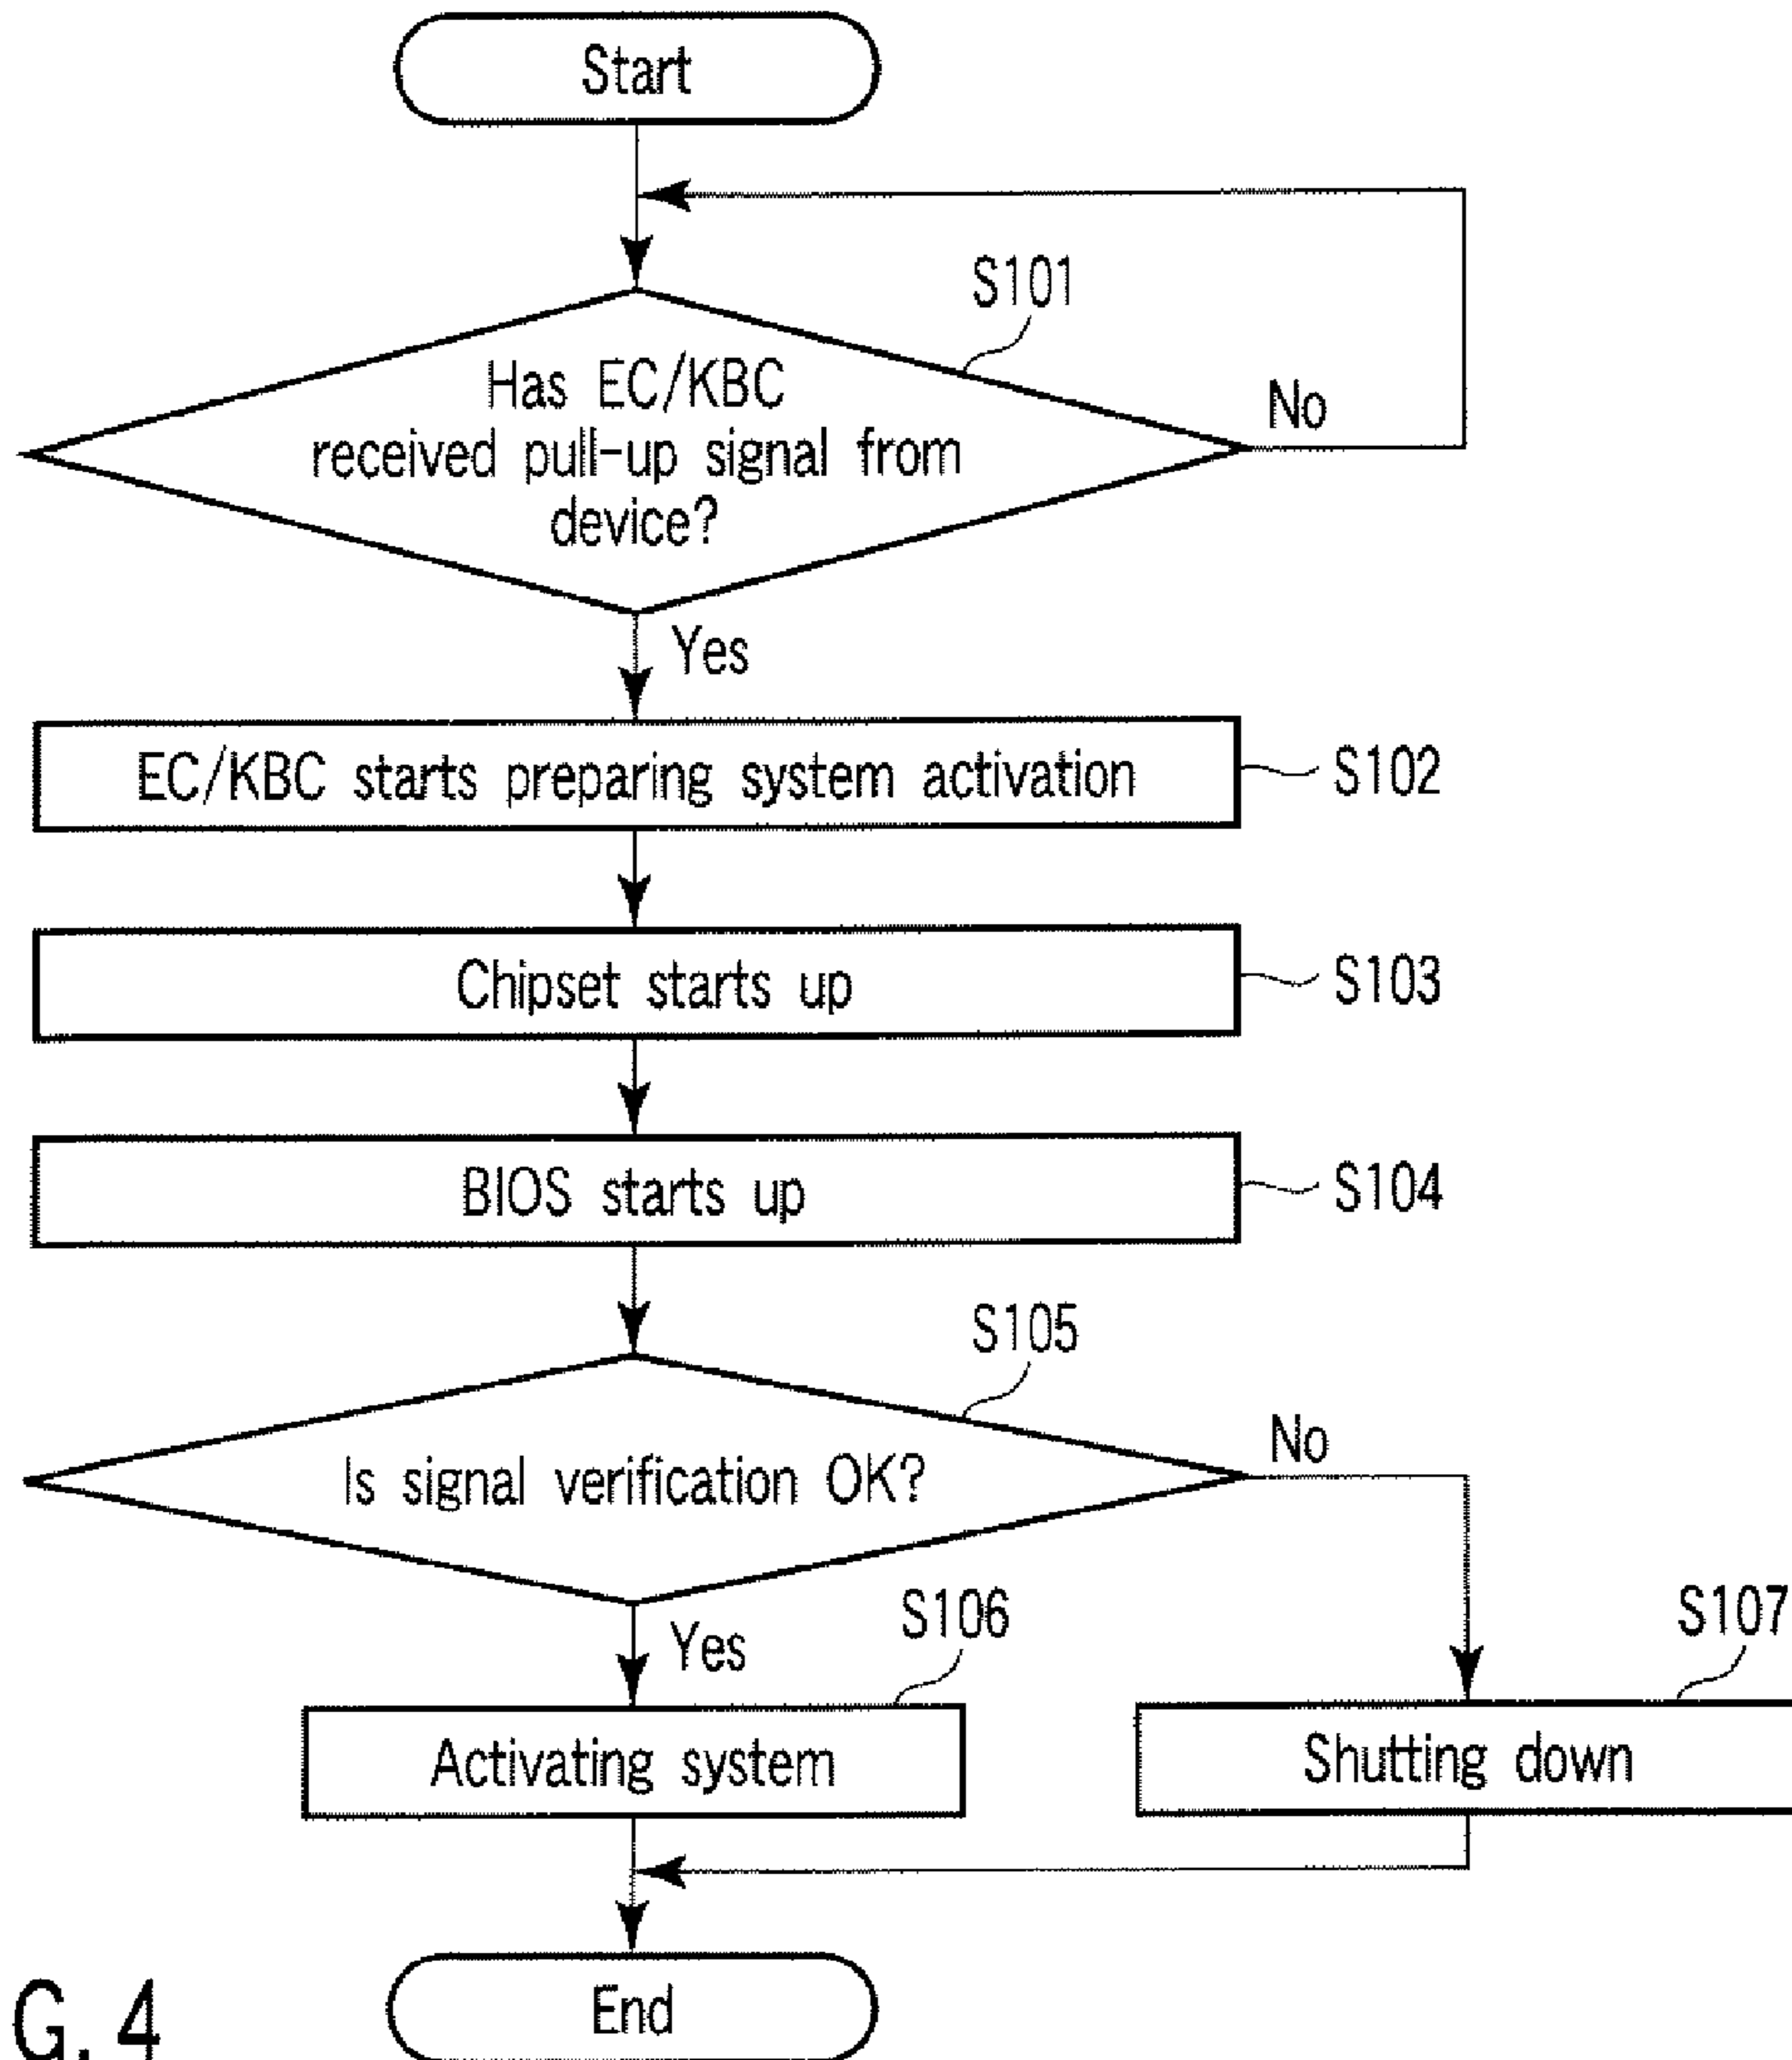 Start
S101
Has EC/KBC
received pull-up signal from
device?
No
Yes
EC/KBC starts preparing system activation
S102
Chipset starts up
S103
BIOS starts up
S104
S105
Is signal verification OK?
No
Yes
S106
S107
Activating system
Shutting down
End
G. 4